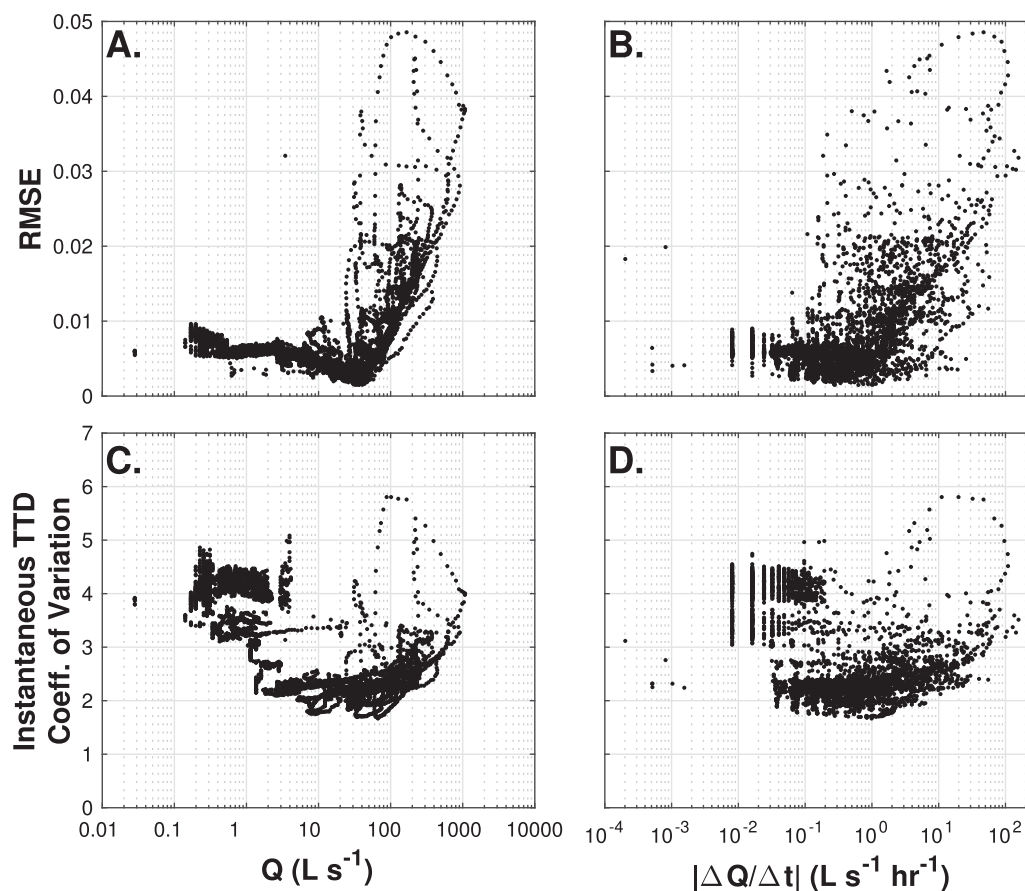 A.
B.
0.05
0.04
0.03
0.02
0.01
0
RMSE
C.
D.
7
6
5
4
3
2
1
0
Instantaneous TTD
Coeff. of Variation
0.01 0.1 1 10 100 1000 10000
10⁻⁴ 10⁻³ 10⁻² 10⁻¹ 10⁰ 10¹ 10²
Q (L s⁻¹)
|ΔQ/Δt| (L s⁻¹ hr⁻¹)